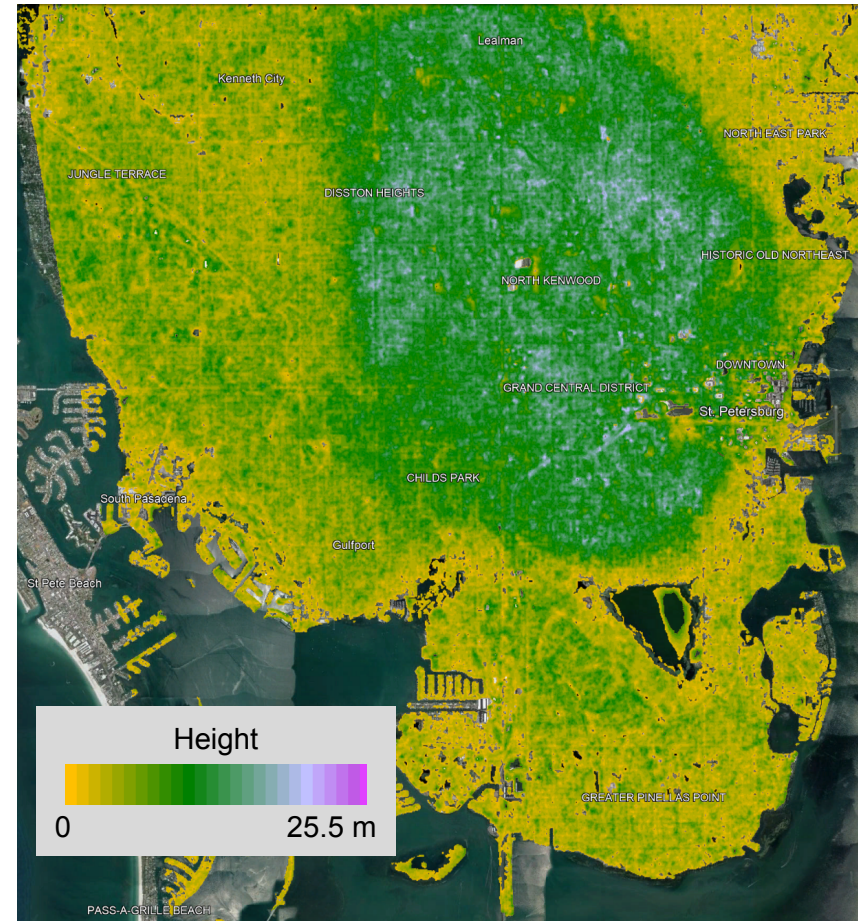 Lealman
Kenneth City
NORTH EAST PARK
JUNGLE TERRACE
DISSTON HEIGHTS
HISTORIC OLD NORTHEAST
NORTH KENWOOD
DOWNTOWN
GRAND CENTRAL DISTRICT
St. Petersburg
CHILDS PARK
South Pasadena
Gulfport
St Pete Beach
Height
0 25.5 m
GREATER PINELLAS POINT
PASS-A-GRILLE BEACH